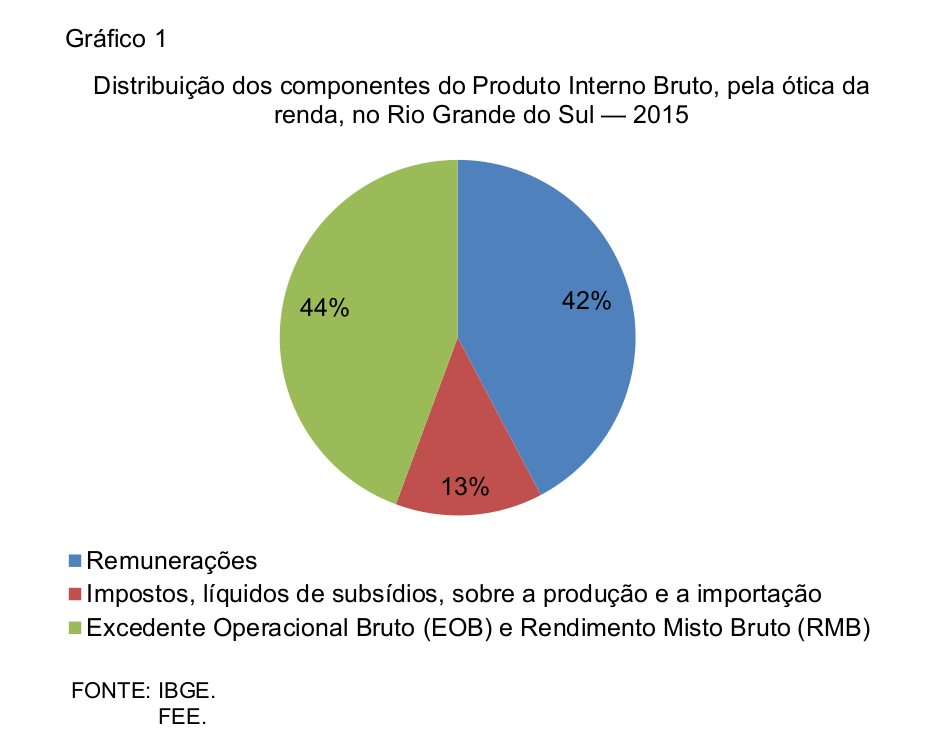 Gráfico 1
Distribuição dos componentes do Produto Interno Bruto, pela ótica da
renda, no Rio Grande do Sul — 2015
44%
42%
13%
Remunerações
Impostos, líquidos de subsídios, sobre a produção e a importação
Excedente Operacional Bruto (EOB) e Rendimento Misto Bruto (RMB)
FONTE: IBGE.
FEE.